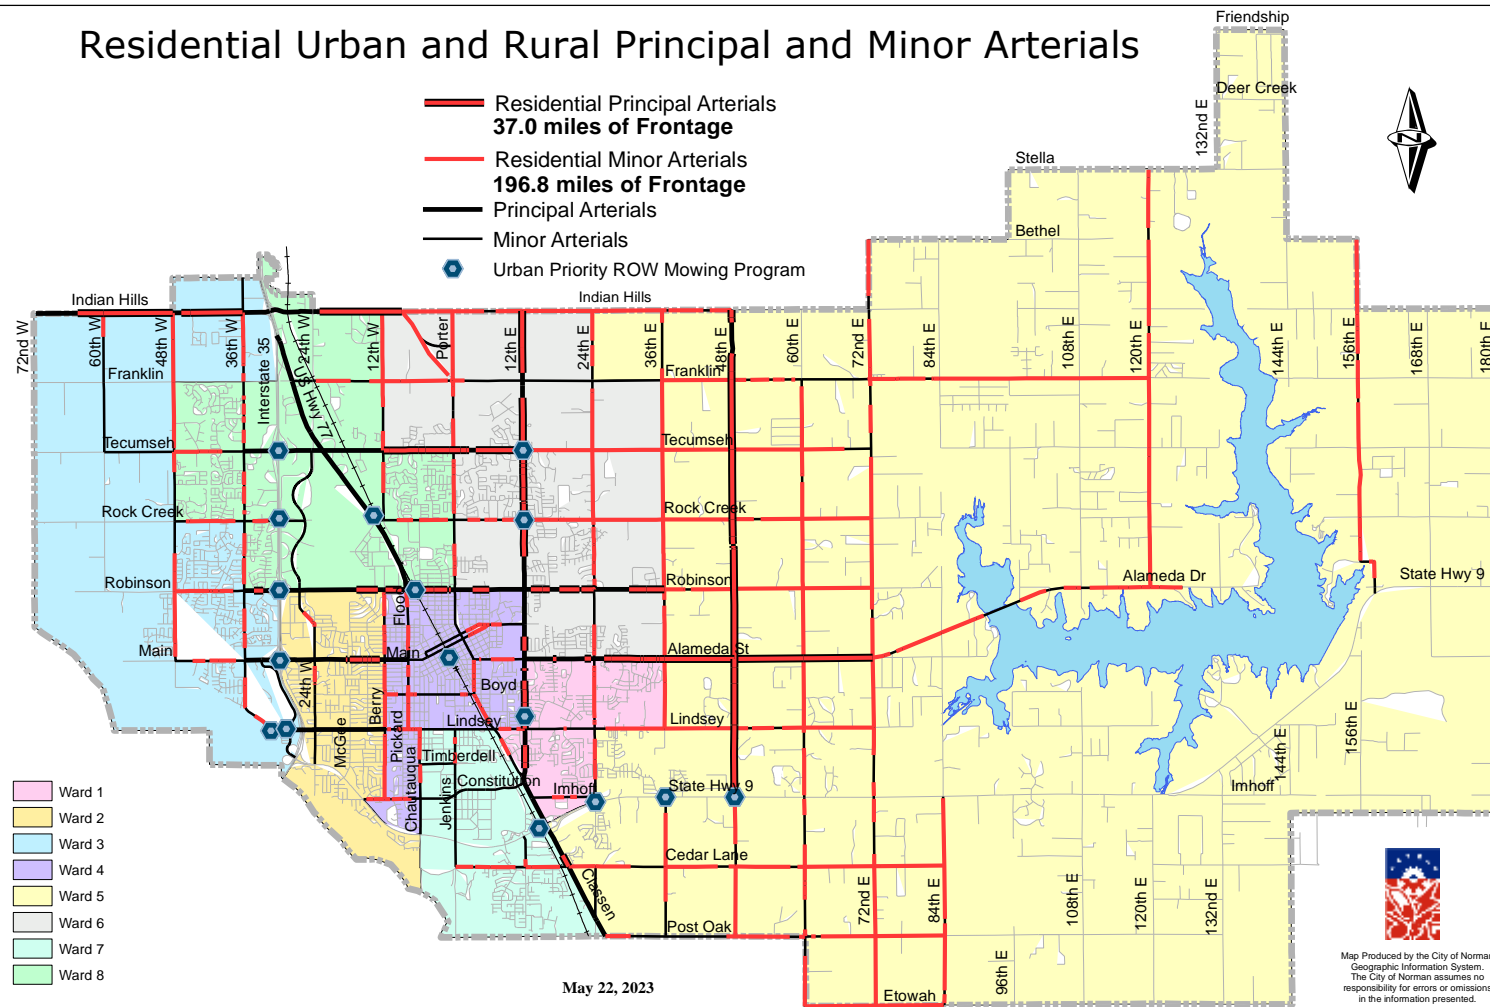 Residential Urban and Rural Principal and Minor Arterials
Residential Principal Arterials
37.0 miles of Frontage
Residential Minor Arterials
196.8 miles of Frontage
Principal Arterials
Minor Arterials
Urban Priority ROW Mowing Program
N
Friendship
Deer Creek
132nd E
Stella
Bethel
Indian Hills
Indian Hills
72nd W
60th W
48th W
36th W
Interstate 35
24th W
US Hwy 77
12th W
Porter
12th E
24th E
36th E
48th E
60th E
72nd E
84th E
108th E
120th E
144th E
156th E
168th E
180th E
Franklin
Franklin
Tecumseh
Tecumseh
Rock Creek
Rock Creek
Robinson
Robinson
Alameda Dr
State Hwy 9
Flood
Main
Main
Alameda St
24th W
Berry
Boyd
McGee
Pickard
Lindsey
Lindsey
Chautauqua
Timberdell
Constitution
Jenkins
Imhoff
State Hwy 9
144th E
156th E
Imhoff
Cedar Lane
Classen
72nd E
84th E
108th E
120th E
132nd E
Post Oak
96th E
Etowah
Ward 1
Ward 2
Ward 3
Ward 4
Ward 5
Ward 6
Ward 7
Ward 8
May 22, 2023
Map Produced by the City of Norman
Geographic Information System.
The City of Norman assumes no
responsibility for errors or omissions
in the information presented.